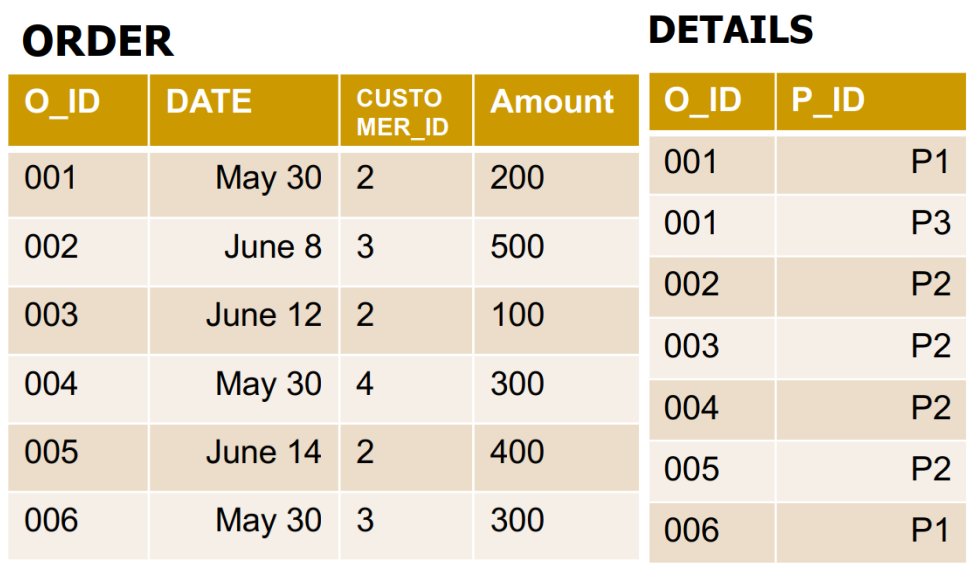 ORDER
O_ID DATE CUSTO
MER_ID Amount
001 May 30 2 200
002 June 8 3 500
003 June 12 2 100
004 May 30 4 300
005 June 14 2 400
006 May 30 3 300
DETAILS
O_ID P_ID
001 P1
001 P3
002 P2
003 P2
004 P2
005 P2
006 P1